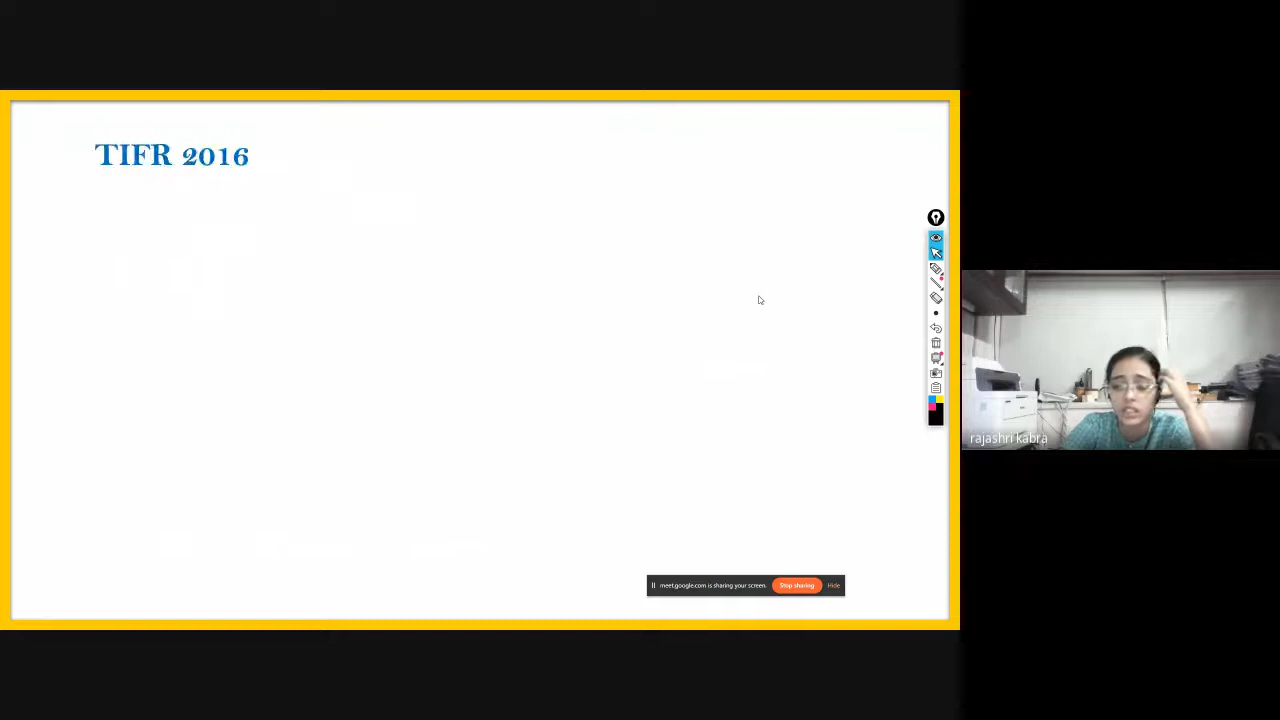 TIFR 2016
meet.google.com is sharing your screen.
Stop sharing
Hide
rajashri kabra